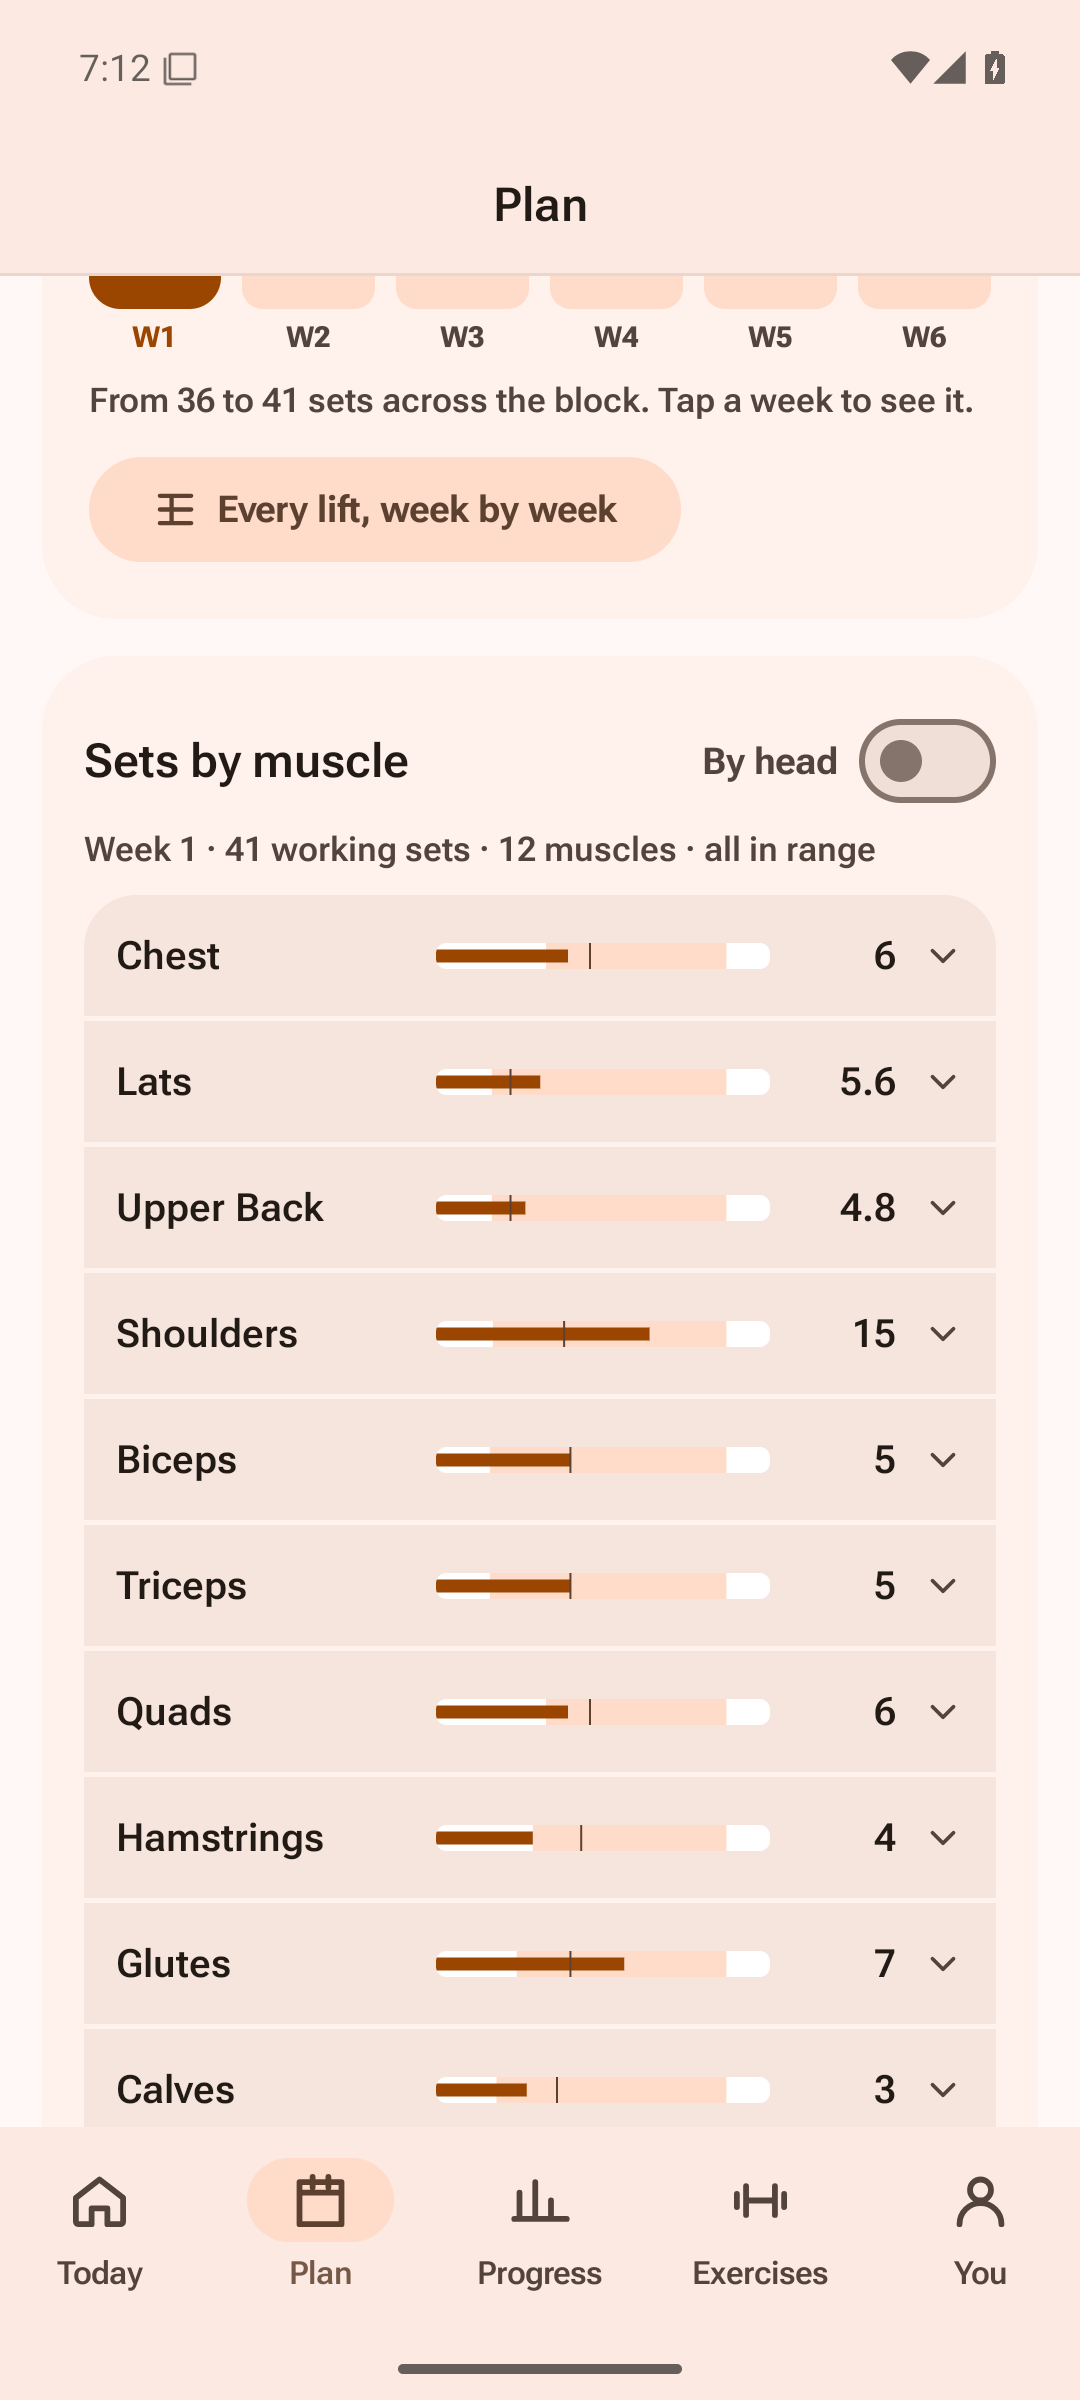 7:12
Plan
W1 W2 W3 W4 W5 W6
From 36 to 41 sets across the block. Tap a week to see it.
Every lift, week by week
Sets by muscle By head
Week 1 · 41 working sets · 12 muscles · all in range
Chest 6
Lats 5.6
Upper Back 4.8
Shoulders 15
Biceps 5
Triceps 5
Quads 6
Hamstrings 4
Glutes 7
Calves 3
Today Plan Progress Exercises You